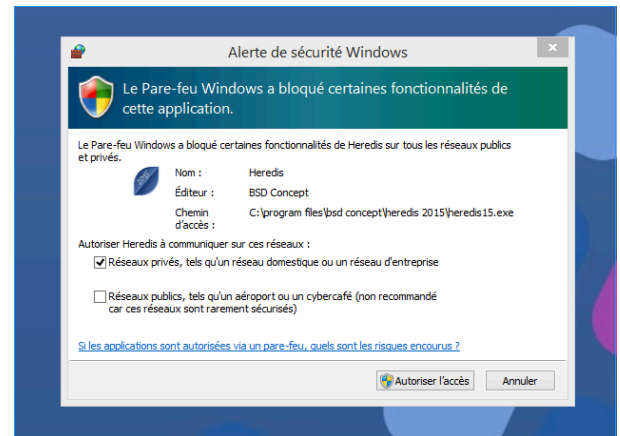 Alerte de sécurité Windows
Le Pare-feu Windows a bloqué certaines fonctionnalités de
cette application.
Le Pare-feu Windows a bloqué certaines fonctionnalités de Heredis sur tous les réseaux publics
et privés.
Nom : Heredis
Éditeur : BSD Concept
Chemin C:\program files\bsd concept\heredis 2015\heredis15.exe
d'accès :
Autoriser Heredis à communiquer sur ces réseaux :
Réseaux privés, tels qu'un réseau domestique ou un réseau d'entreprise
Réseaux publics, tels qu'un aéroport ou un cybercafé (non recommandé
car ces réseaux sont rarement sécurisés)
Si les applications sont autorisées via un pare-feu, quels sont les risques encourus ?
Autoriser l'accès Annuler